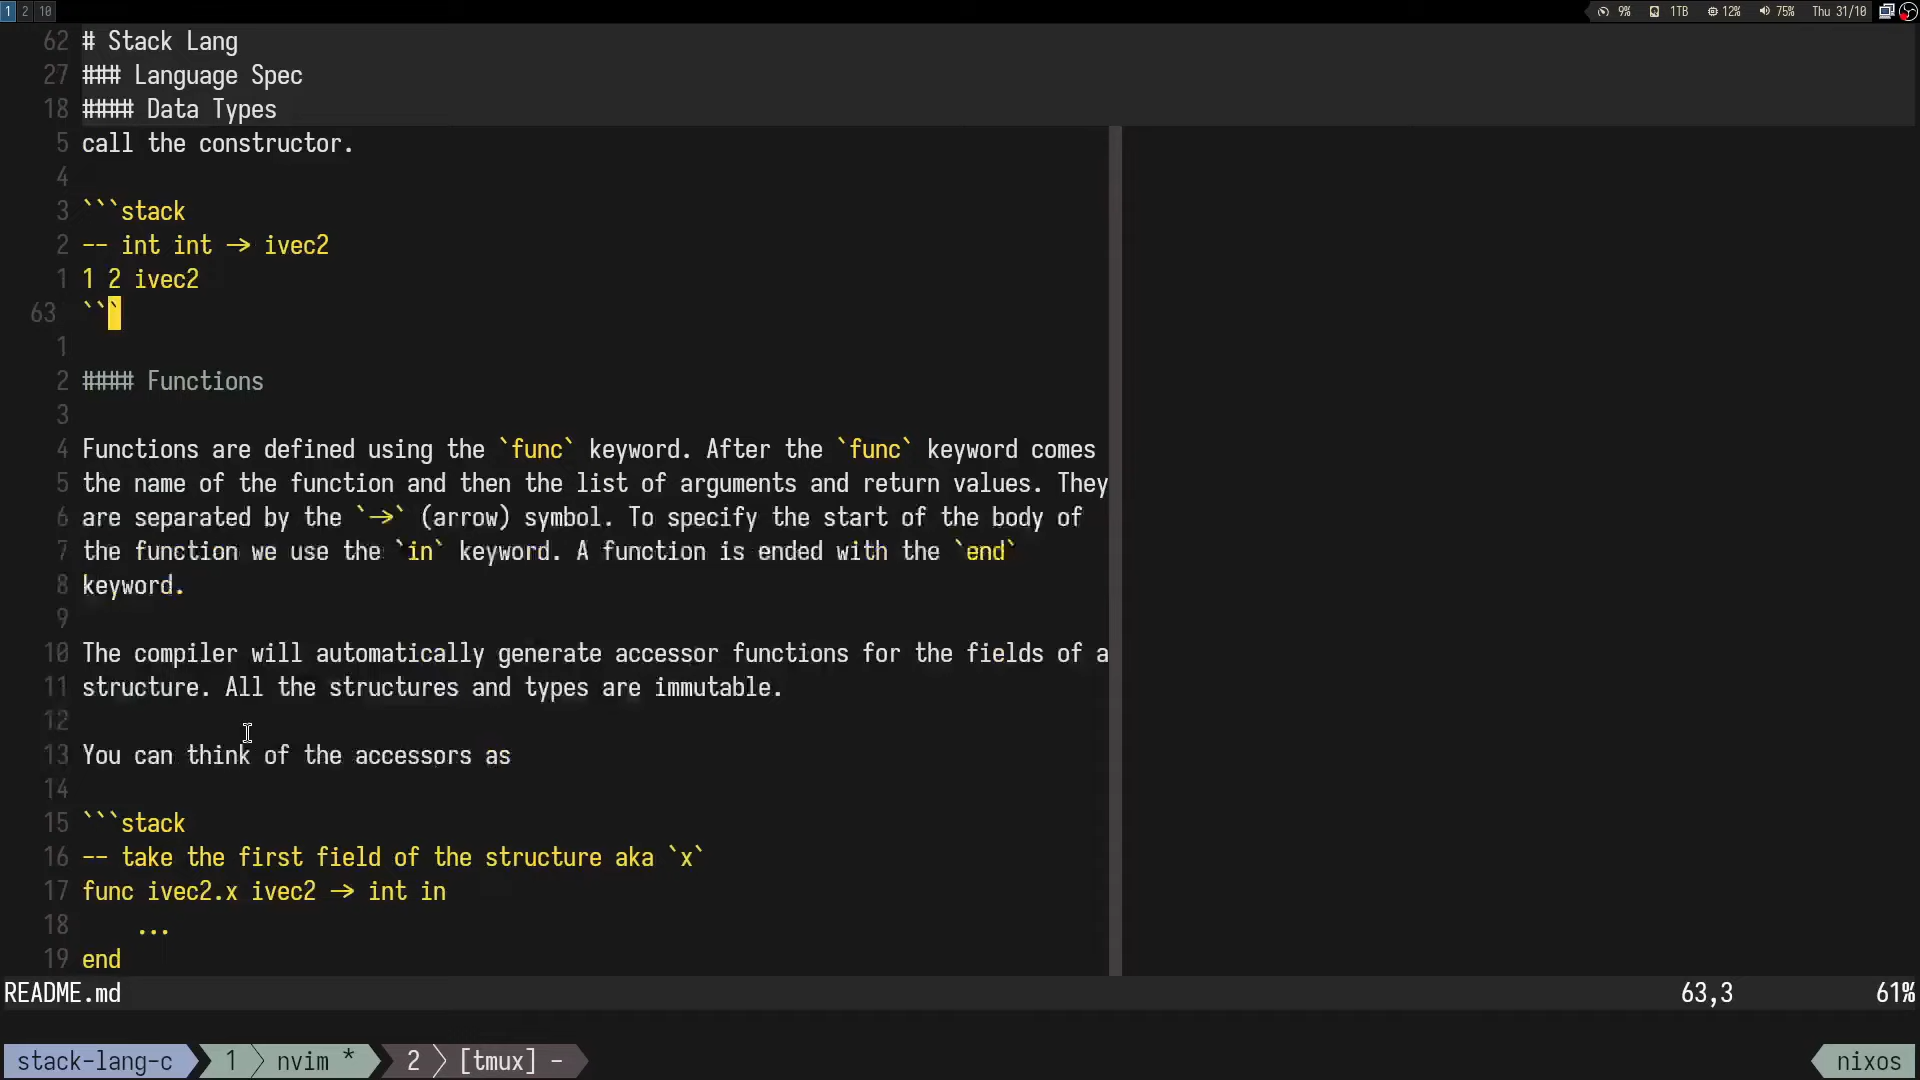 1 2 10 9% 1TB 12% 75% Thu 31/10
62 # Stack Lang
27 ### Language Spec
18 #### Data Types
5 call the constructor.
4
3 ```stack
2 -- int int -> ivec2
1 1 2 ivec2
63 ```
1
2 #### Functions
3
4 Functions are defined using the `func` keyword. After the `func` keyword comes
5 the name of the function and then the list of arguments and return values. They
6 are separated by the `->` (arrow) symbol. To specify the start of the body of
7 the function we use the `in` keyword. A function is ended with the `end`
8 keyword.
9
10 The compiler will automatically generate accessor functions for the fields of a
11 structure. All the structures and types are immutable.
12
13 You can think of the accessors as
14
15 ```stack
16 -- take the first field of the structure aka `x`
17 func ivec2.x ivec2 -> int in
18 ...
19 end
README.md 63,3 61%
stack-lang-c 1 nvim * 2 [tmux] - nixos